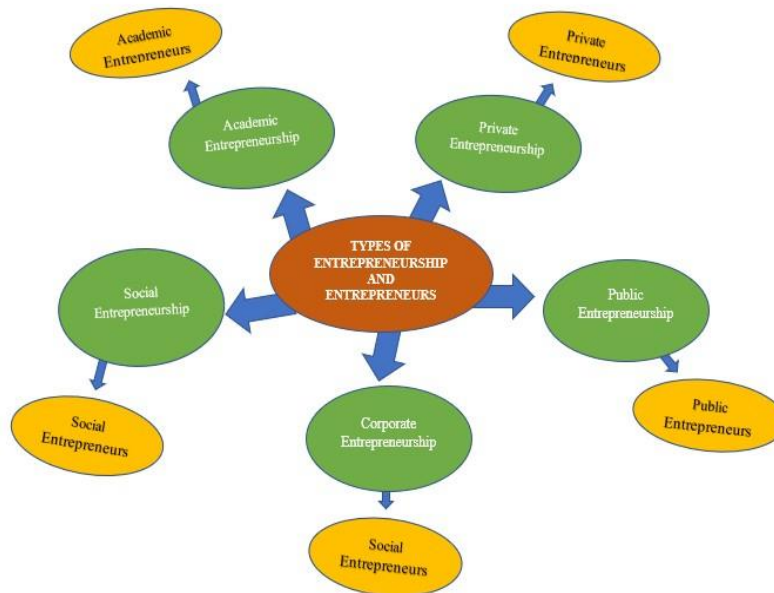 Academic
Entrepreneurs
Private
Entrepreneurs
Academic
Entrepreneurship
Private
Entrepreneurship
TYPES OF
ENTREPRENEURSHIP
AND
ENTREPRENEURS
Social
Entrepreneurship
Public
Entrepreneurship
Social
Entrepreneurs
Corporate
Entrepreneurship
Public
Entrepreneurs
Social
Entrepreneurs